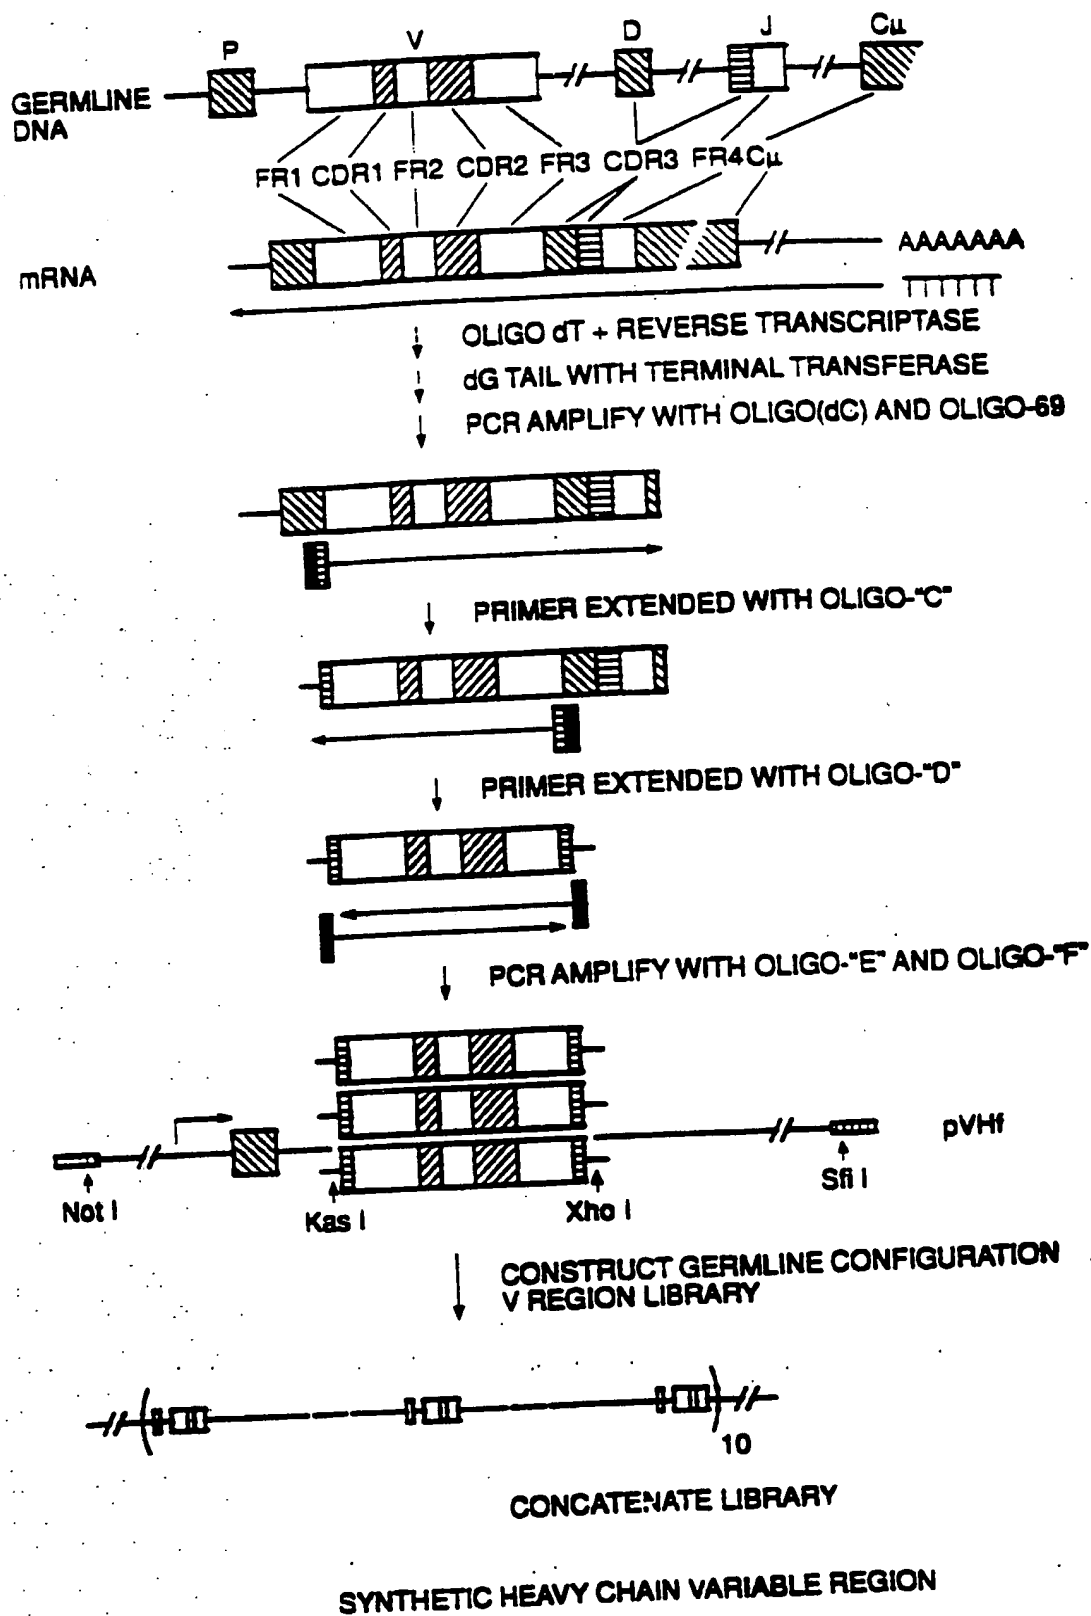 P V D J Cμ
GERMLINE
DNA
FR1 CDR1 FR2 CDR2 FR3 CDR3 FR4 Cμ
mRNA
AAAAAAA
TTTTTT
OLIGO dT + REVERSE TRANSCRIPTASE
dG TAIL WITH TERMINAL TRANSFERASE
PCR AMPLIFY WITH OLIGO(dC) AND OLIGO-69
PRIMER EXTENDED WITH OLIGO-"C"
PRIMER EXTENDED WITH OLIGO-"D"
PCR AMPLIFY WITH OLIGO-"E" AND OLIGO-"F"
pVHf
Not I
Kas I
Xho I
Sfi I
CONSTRUCT GERMLINE CONFIGURATION
V REGION LIBRARY
10
CONCATENATE LIBRARY
SYNTHETIC HEAVY CHAIN VARIABLE REGION